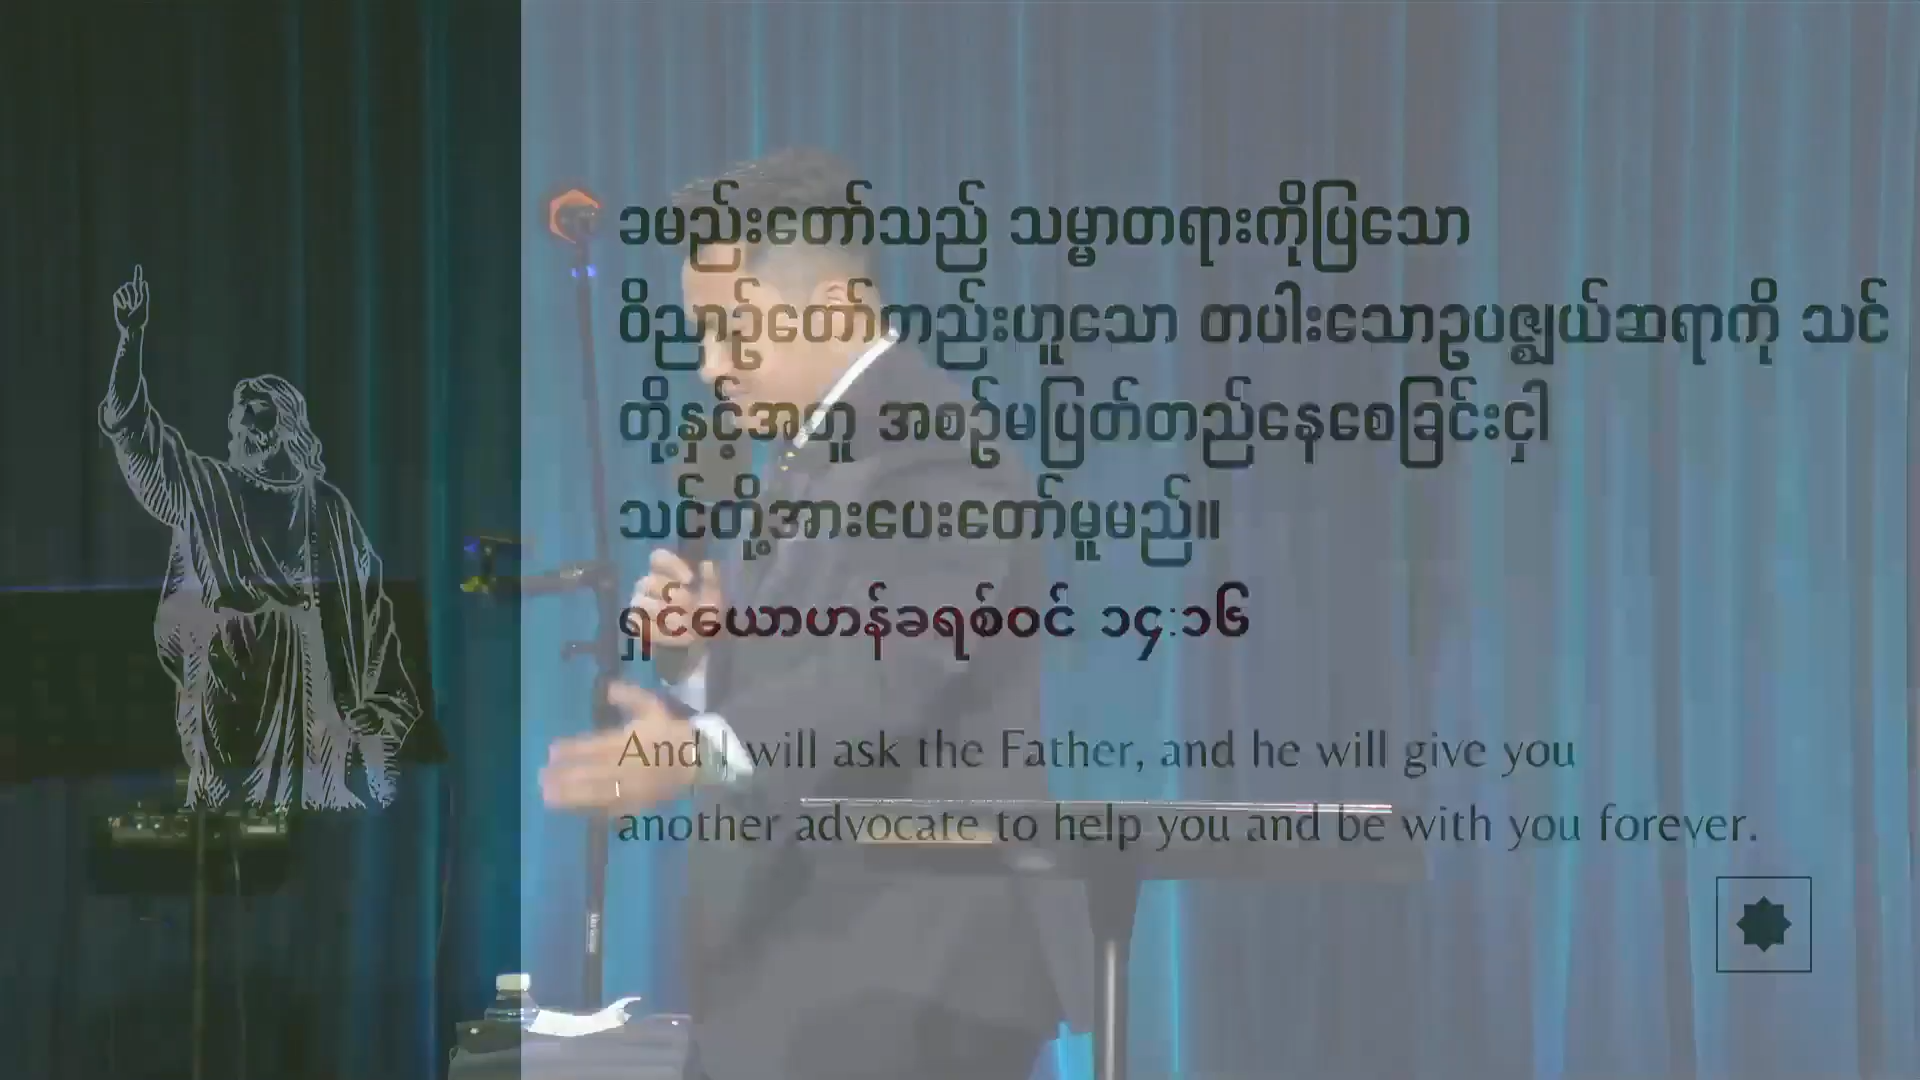 ခမည်းတော်သည် သမ္မာတရားကိုပြသော
ဝိညာဉ်တော်တည်းဟူသော တပါးသောဥပဇ္ဈယ်ဆရာကို သင်
တို့နှင့်အတူ အစဉ်မပြတ်တည်နေစေခြင်းငှါ
သင်တို့အားပေးတော်မူမည်။
ရှင်ယောဟန်ခရစ်ဝင် ၁၄:၁၆
And I will ask the Father, and he will give you
another advocate to help you and be with you forever.